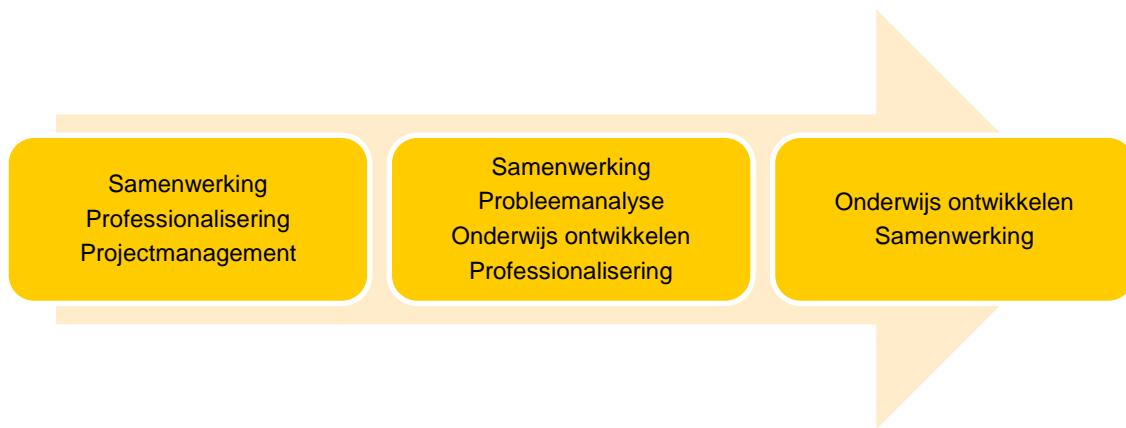 Samenwerking
Professionalisering
Projectmanagement
Samenwerking
Probleemanalyse
Onderwijs ontwikkelen
Professionalisering
Onderwijs ontwikkelen
Samenwerking